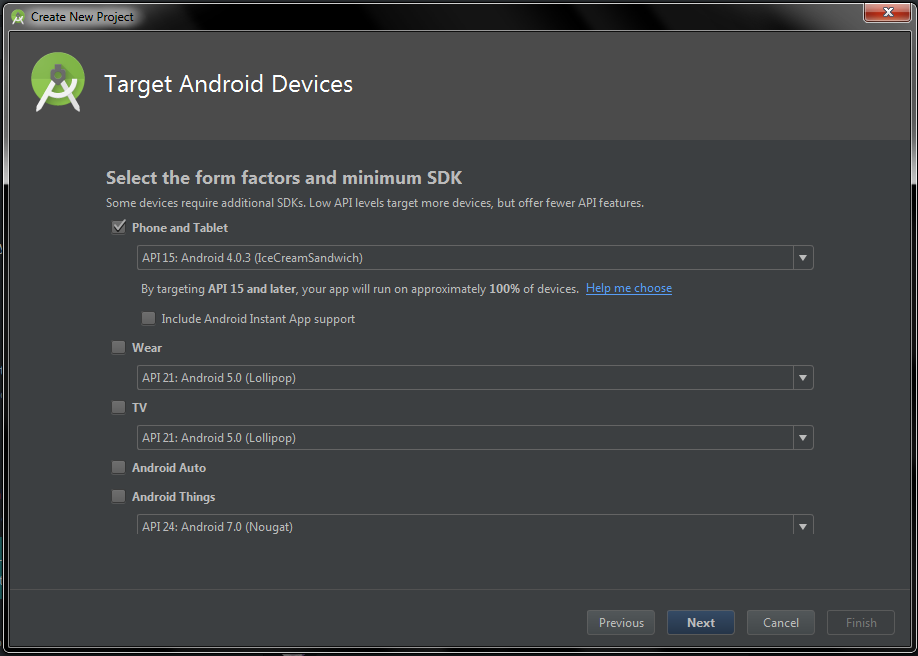 Create New Project
Target Android Devices
Select the form factors and minimum SDK
Some devices require additional SDKs. Low API levels target more devices, but offer fewer API features.
Phone and Tablet
API 15: Android 4.0.3 (IceCreamSandwich)
By targeting API 15 and later, your app will run on approximately 100% of devices. Help me choose
Include Android Instant App support
Wear
API 21: Android 5.0 (Lollipop)
TV
API 21: Android 5.0 (Lollipop)
Android Auto
Android Things
API 24: Android 7.0 (Nougat)
Previous Next Cancel Finish